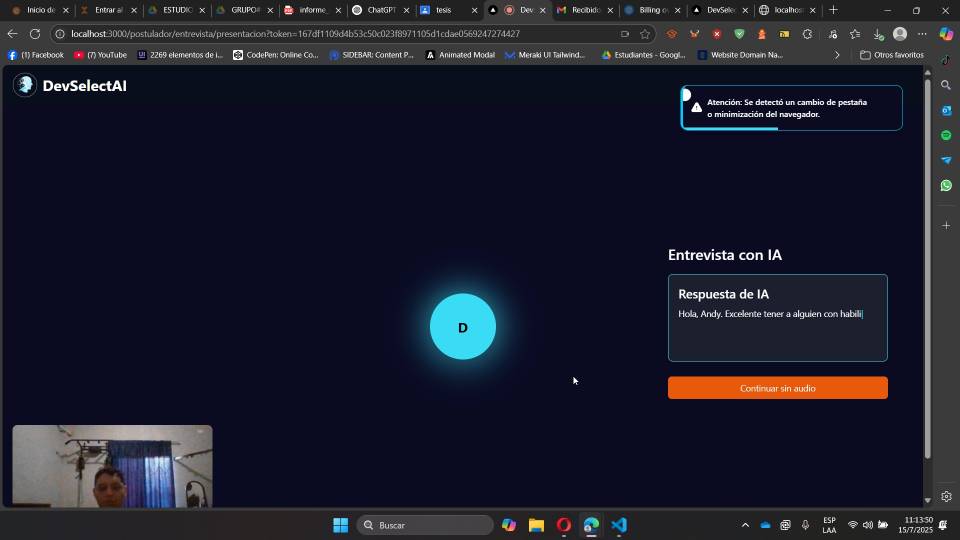 Inicio de
Entrar al
ESTUDIO
GRUPO#
informe_
ChatGPT
tesis
Dev
Recibido
Billing ov
DevSelec
localhos
localhost:3000/postulador/entrevista/presentacion?token=167df1109d4b53c50c023f8971105d1cdae0569247274427
(1) Facebook
(7) YouTube
2269 elementos de i...
CodePen: Online Co...
SIDEBAR: Content P...
Animated Modal
Meraki UI Tailwind...
Estudiantes - Googl...
Website Domain Na...
Otros favoritos
DevSelectAI
Atención: Se detectó un cambio de pestaña
o minimización del navegador.
Entrevista con IA
Respuesta de IA
Hola, Andy. Excelente tener a alguien con habili
D
Continuar sin audio
Buscar
ESP
LAA
11:13:50
15/7/2025